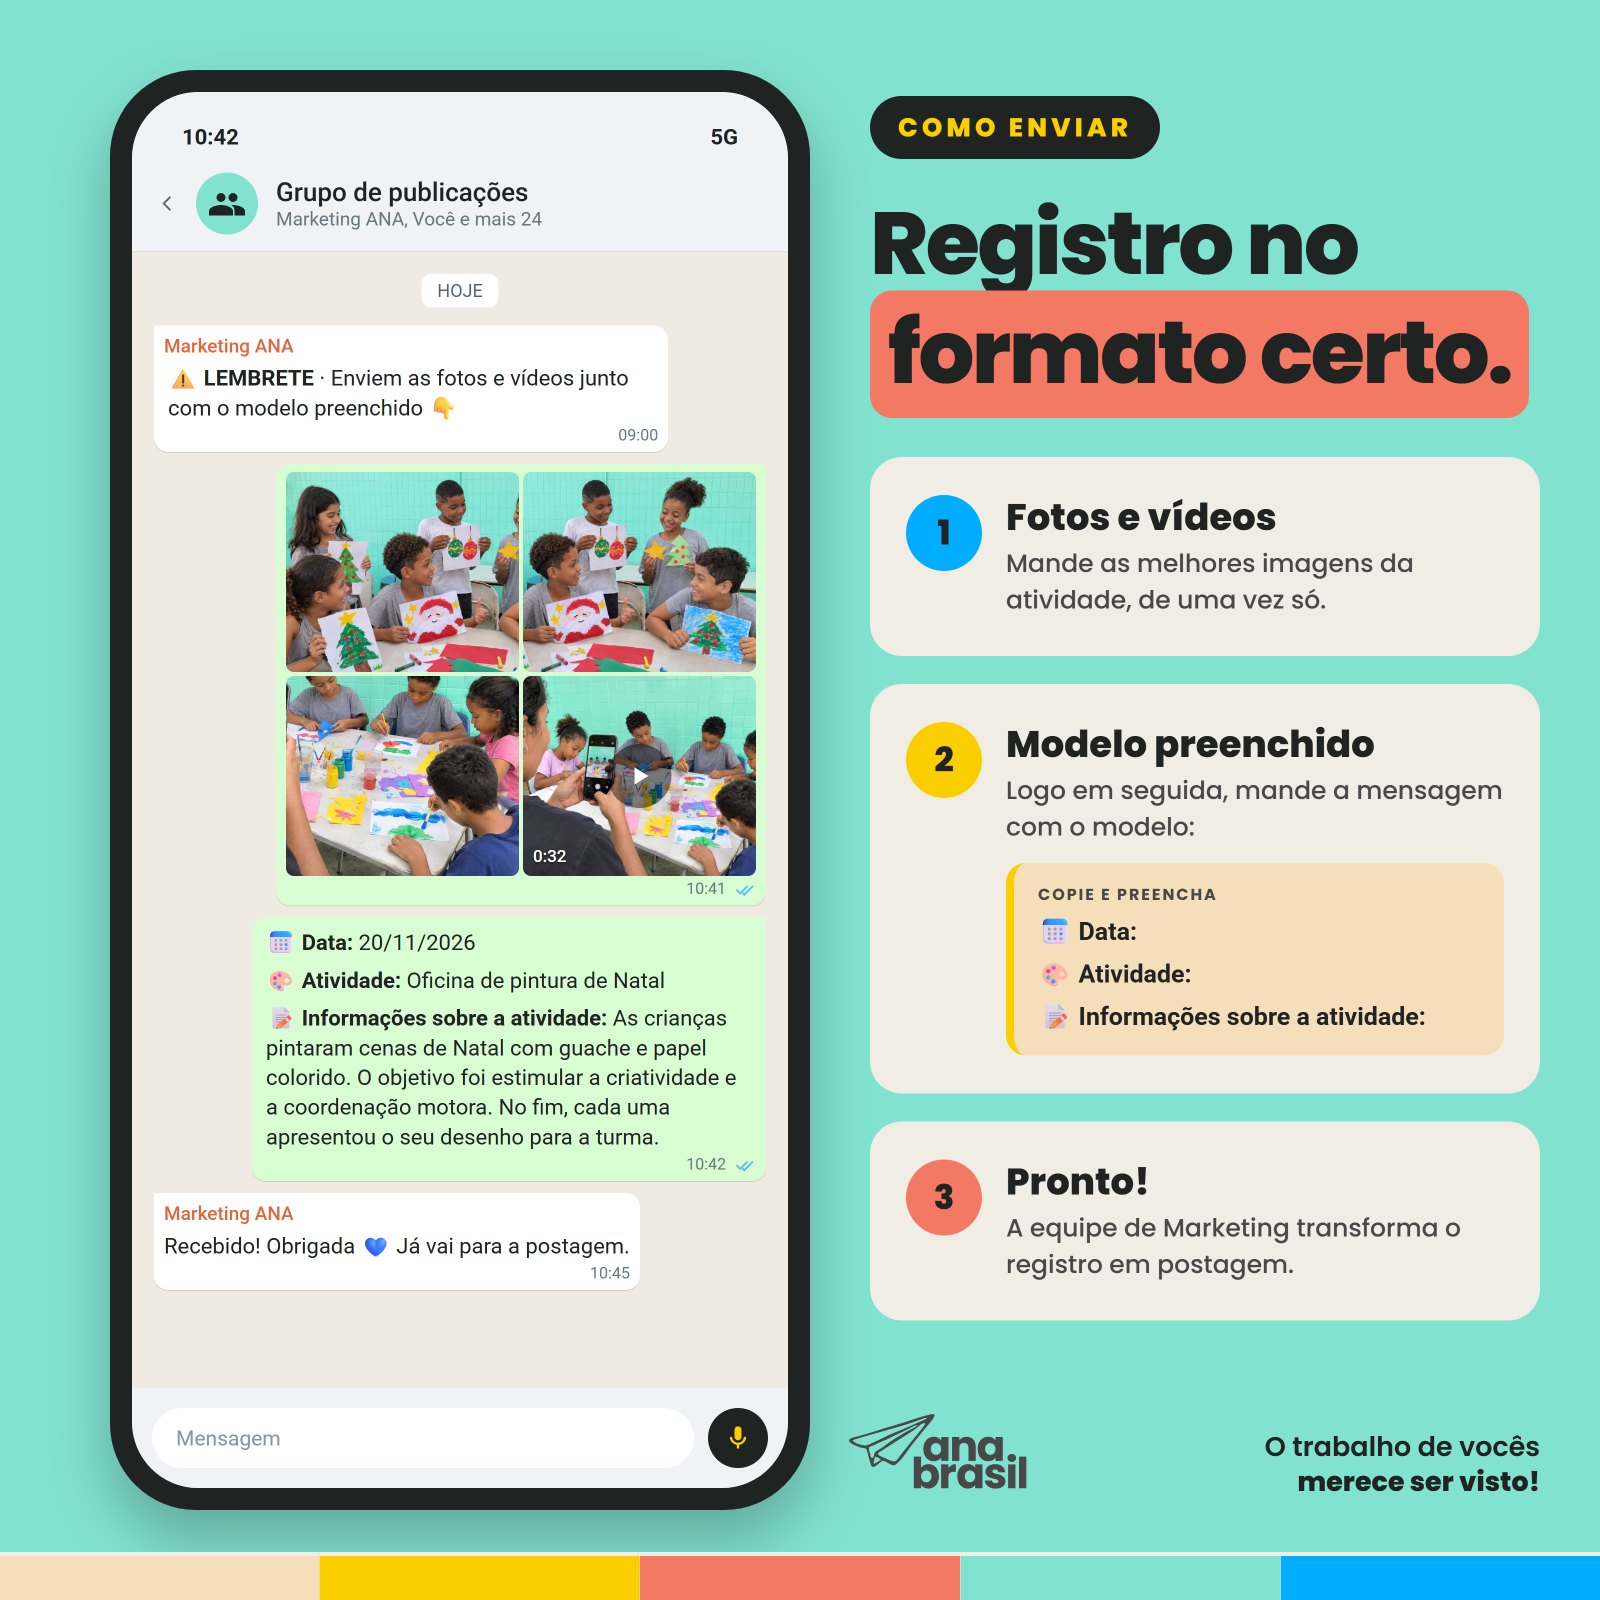 10:42
5G
Grupo de publicações
Marketing ANA, Você e mais 24
HOJE
Marketing ANA
⚠️ LEMBRETE · Enviem as fotos e vídeos junto
com o modelo preenchido 👇
09:00
0:32
10:41
📅 Data: 20/11/2026
🎨 Atividade: Oficina de pintura de Natal
📝 Informações sobre a atividade: As crianças
pintaram cenas de Natal com guache e papel
colorido. O objetivo foi estimular a criatividade e
a coordenação motora. No fim, cada uma
apresentou o seu desenho para a turma.
10:42
Marketing ANA
Recebido! Obrigada 💙 Já vai para a postagem.
10:45
Mensagem
COMO ENVIAR
Registro no
formato certo.
1
Fotos e vídeos
Mande as melhores imagens da
atividade, de uma vez só.
2
Modelo preenchido
Logo em seguida, mande a mensagem
com o modelo:
COPIE E PREENCHA
📅 Data:
🎨 Atividade:
📝 Informações sobre a atividade:
3
Pronto!
A equipe de Marketing transforma o
registro em postagem.
ana
brasil
O trabalho de vocês
merece ser visto!